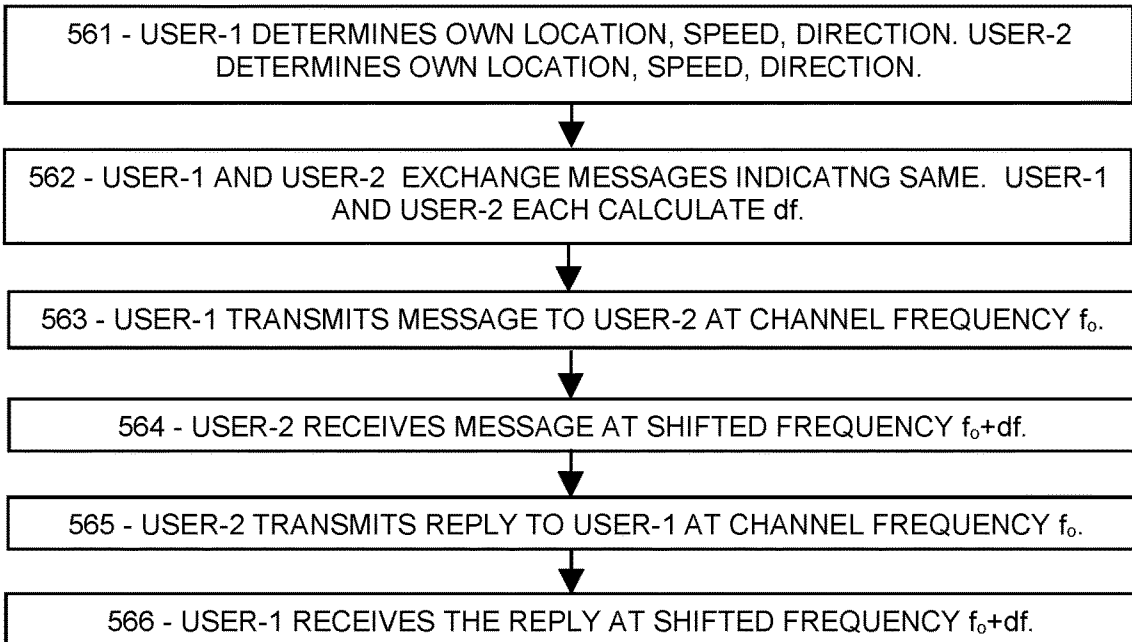 561 - USER-1 DETERMINES OWN LOCATION, SPEED, DIRECTION. USER-2
DETERMINES OWN LOCATION, SPEED, DIRECTION.
562 - USER-1 AND USER-2 EXCHANGE MESSAGES INDICATNG SAME. USER-1
AND USER-2 EACH CALCULATE df.
563 - USER-1 TRANSMITS MESSAGE TO USER-2 AT CHANNEL FREQUENCY fₒ.
564 - USER-2 RECEIVES MESSAGE AT SHIFTED FREQUENCY fₒ+df.
565 - USER-2 TRANSMITS REPLY TO USER-1 AT CHANNEL FREQUENCY fₒ.
566 - USER-1 RECEIVES THE REPLY AT SHIFTED FREQUENCY fₒ+df.